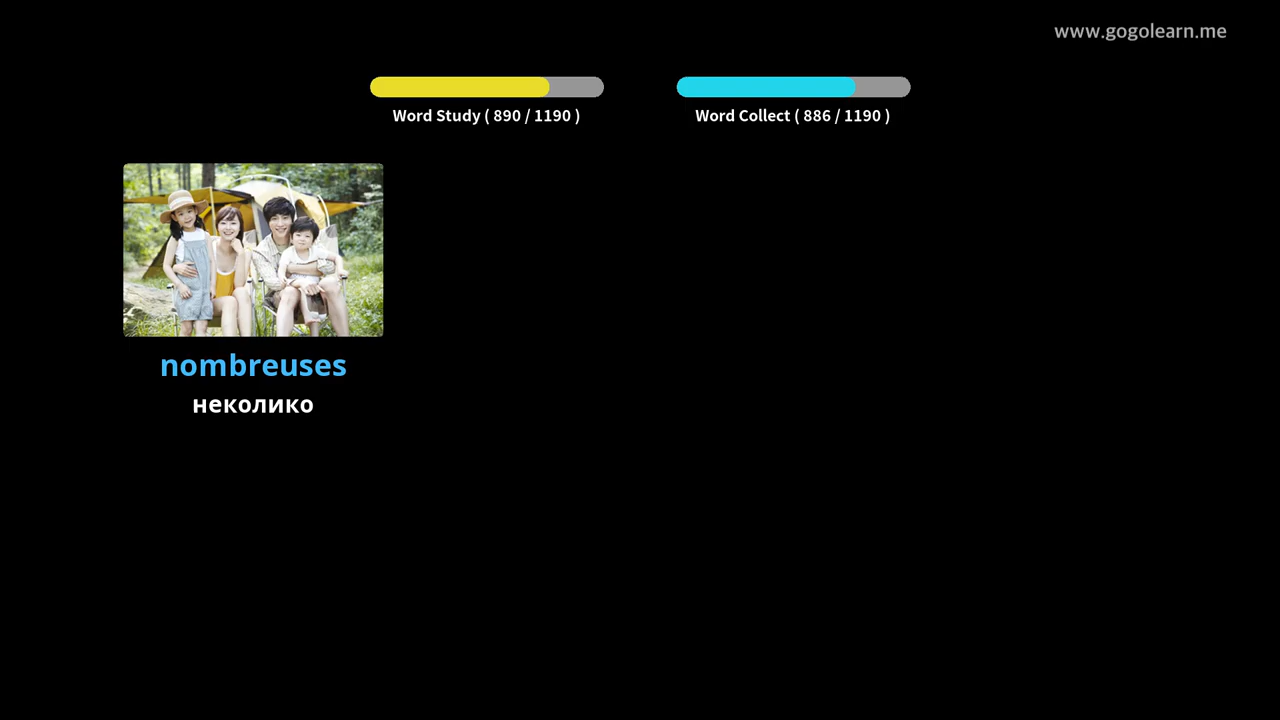 www.gogolearn.me
Word Study ( 890 / 1190 )
Word Collect ( 886 / 1190 )
nombreuses
неколико